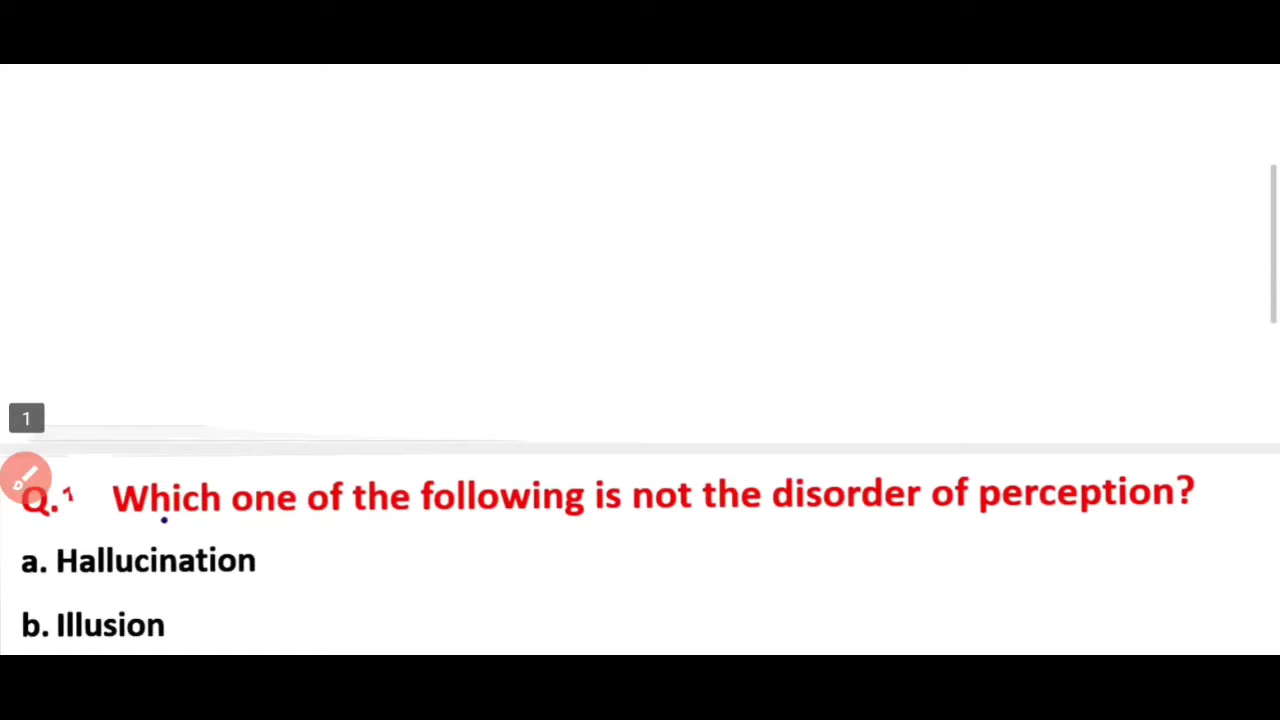 1
Q.1 Which one of the following is not the disorder of perception?
a. Hallucination
b. Illusion